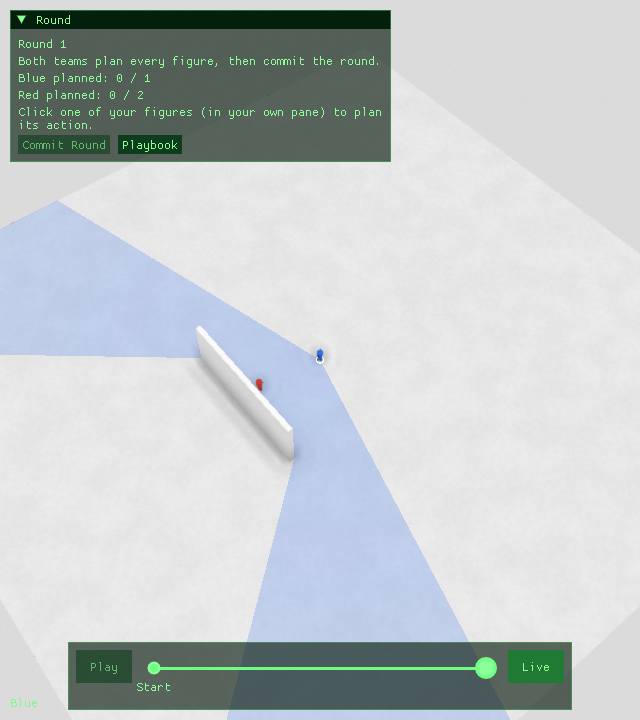 Round
Round 1
Both teams plan every figure, then commit the round.
Blue planned: 0 / 1
Red planned: 0 / 2
Click one of your figures (in your own pane) to plan
its action.
Commit Round Playbook
Play Live
Start
Blue